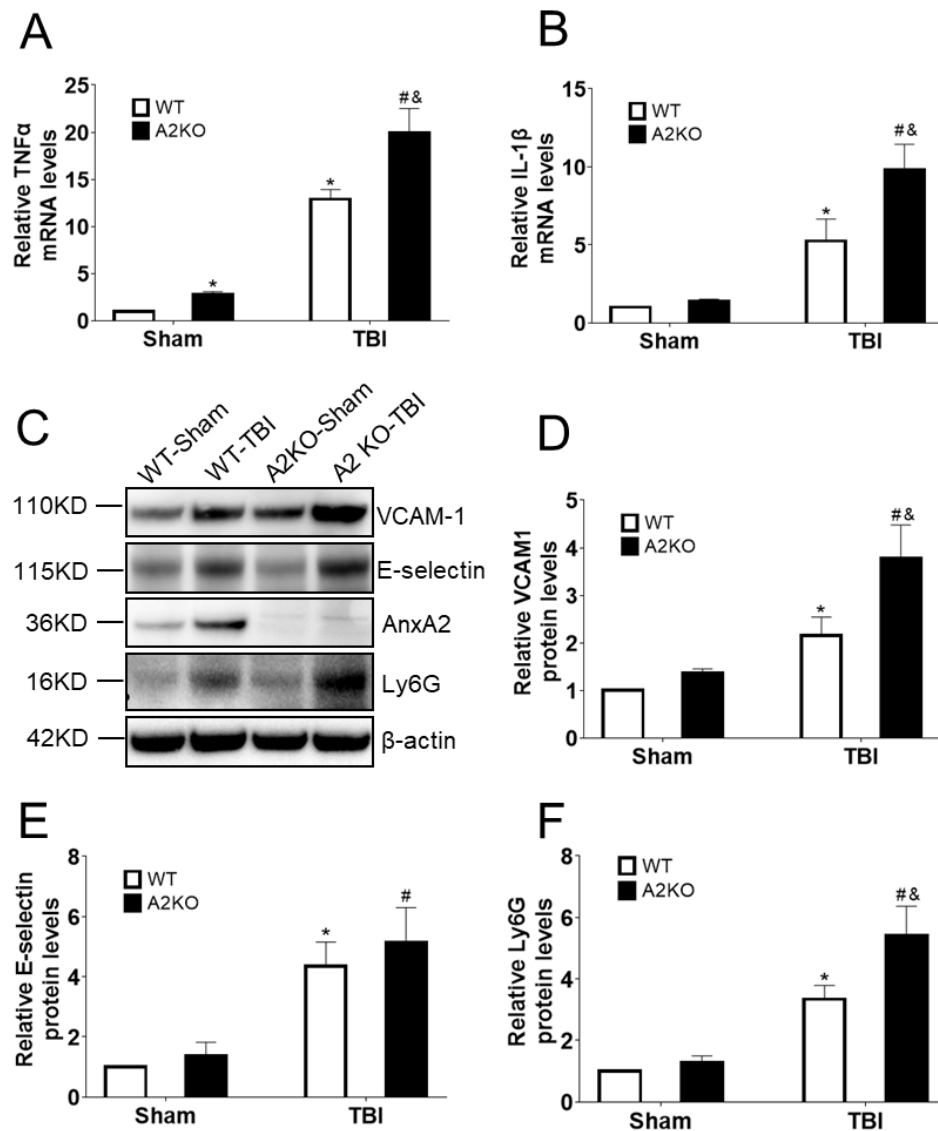 A
Relative TNFα
mRNA levels
25
20
15
10
5
0
WT
A2KO
*
*
#&
Sham
TBI
B
Relative IL-1β
mRNA levels
15
10
5
0
WT
A2KO
*
#&
Sham
TBI
C
WT-Sham
WT-TBI
A2KO-Sham
A2 KO-TBI
110KD
VCAM-1
115KD
E-selectin
36KD
AnxA2
16KD
Ly6G
42KD
β-actin
D
Relative VCAM1
protein levels
5
4
3
2
1
0
WT
A2KO
*
#&
Sham
TBI
E
Relative E-selectin
protein levels
8
6
4
2
0
WT
A2KO
*
#
Sham
TBI
F
Relative Ly6G
protein levels
8
6
4
2
0
WT
A2KO
*
#&
Sham
TBI